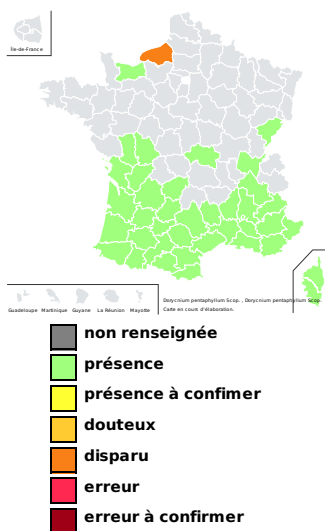 Île-de-France
Guadeloupe Martinique Guyane La Réunion Mayotte
Dorycnium pentaphyllum Scop. , Dorycnium pentaphyllum Scop.
Carte en cours d'élaboration.
non renseignée
présence
présence à confimer
douteux
disparu
erreur
erreur à confirmer